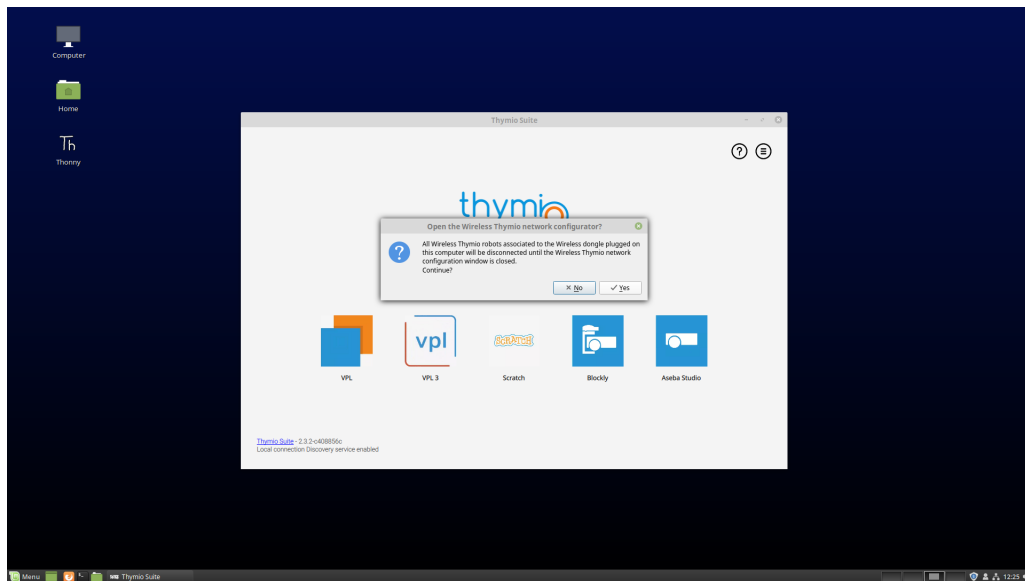 Computer
Home
Th
Thonny
Thymio Suite
thymio
Open the Wireless Thymio network configurator?
All Wireless Thymio robots associated to the Wireless dongle plugged on
this computer will be disconnected until the Wireless Thymio network
configuration window is closed.
Continue?
No
Yes
vpl
SCRATCH
VPL
VPL 3
Scratch
Blockly
Aseba Studio
Thymio Suite - 2.3.2-c408856c
Local connection Discovery service enabled
Menu
Thymio Suite
12:25